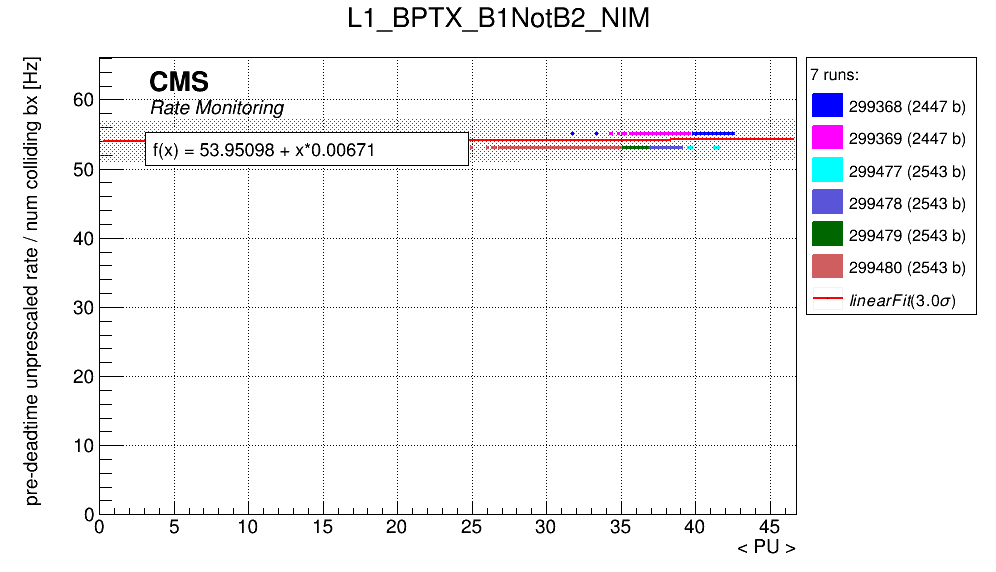 L1_BPTX_B1NotB2_NIM
pre-deadtime unprescaled rate / num colliding bx [Hz]
CMS
Rate Monitoring
f(x) = 53.95098 + x*0.00671
60
50
40
30
20
10
0
0 5 10 15 20 25 30 35 40 45
< PU >
7 runs:
299368 (2447 b)
299369 (2447 b)
299477 (2543 b)
299478 (2543 b)
299479 (2543 b)
299480 (2543 b)
linearFit(3.0σ)